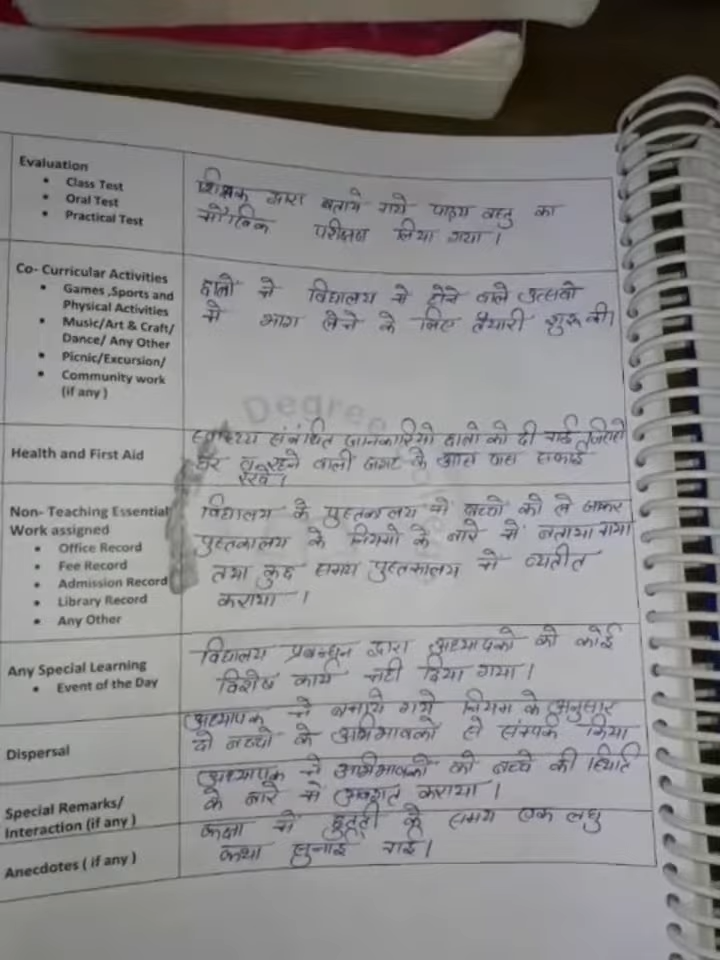 Evaluation
• Class Test
• Oral Test
• Practical Test
शिक्षक द्वारा बताये गये पाठ्य वस्तु का
मौखिक परीक्षण लिया गया।
Co- Curricular Activities
• Games ,Sports and
Physical Activities
• Music/Art & Craft/
Dance/ Any Other
• Picnic/Excursion/
• Community work
(if any )
छात्रों ने विद्यालय में होने वाले उत्सवों
में भाग लेने के लिए तैयारी शुरू की।
Degree
Health and First Aid
स्वास्थ्य संबंधित जानकारियाँ छात्रों को दी गई
घर व रहने वाली जगह के आस पास सफाई
रखें।
Non- Teaching Essential
Work assigned
• Office Record
• Fee Record
• Admission Record
• Library Record
• Any Other
विद्यालय के पुस्तकालय में बच्चों को ले जाकर
पुस्तकालय के नियमों के बारे में बताया गया
तथा कुछ समय पुस्तकालय में व्यतीत
कराया।
Any Special Learning
• Event of the Day
विद्यालय प्रबन्धन द्वारा अध्यापकों को कोई
विशेष कार्य नही दिया गया।
Dispersal
अध्यापक ने बनाये गये नियम के अनुसार
दो बच्चों के अभिभावकों से संम्पर्क किया
Special Remarks/
Interaction (if any )
अध्यापक ने अभिभावकों को बच्चे की स्थिति
के बारे में अवगत कराया।
Anecdotes ( if any )
कक्षा में छुट्टी के समय एक लघु
कथा सुनाई गई।